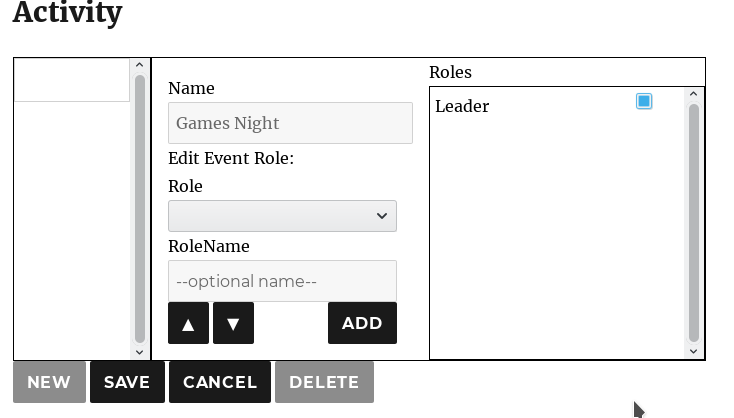 Activity
Name
Games Night
Edit Event Role:
Role
RoleName
--optional name--
▲ ▼ ADD
Roles
Leader
NEW SAVE CANCEL DELETE